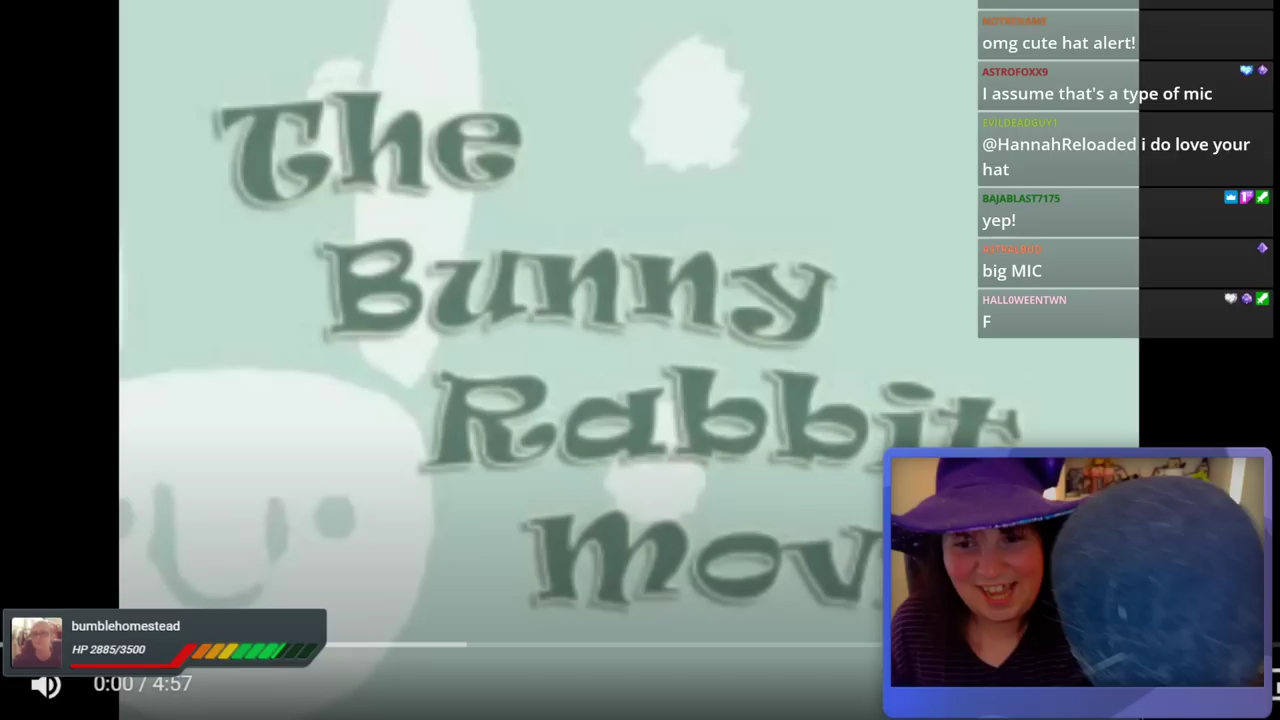 The
Bunny
Rabbit
omg cute hat alert!
ASTROFOXX9
I assume that's a type of mic
EVILDEADGUY1
@HannahReloaded i do love your
hat
BAJABLAST7175
yep!
big MIC
HALL0WEENTWN
F
bumblehomestead
HP 2885/3500
0:00 / 4:57